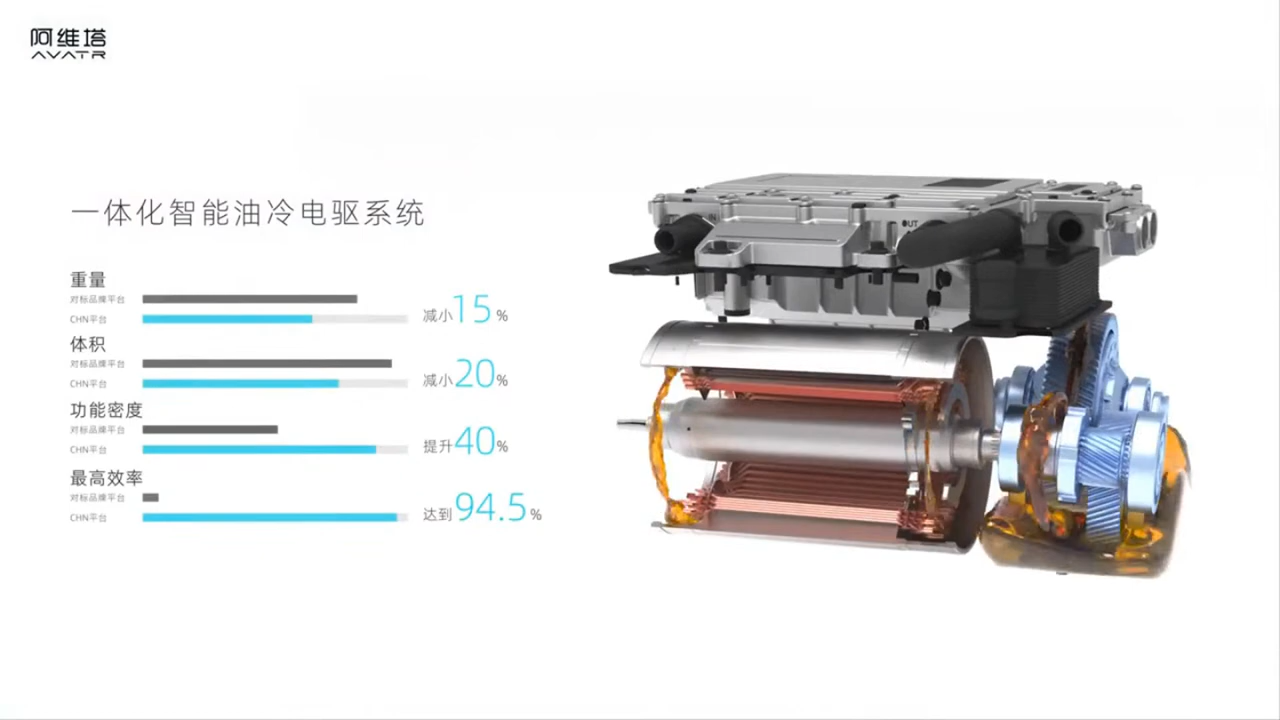 阿维塔
AVATR
一体化智能油冷电驱系统
重量
对标品牌平台
CHN平台
减小15%
体积
对标品牌平台
CHN平台
减小20%
功能密度
对标品牌平台
CHN平台
提升40%
最高效率
对标品牌平台
CHN平台
达到94.5%
OUT